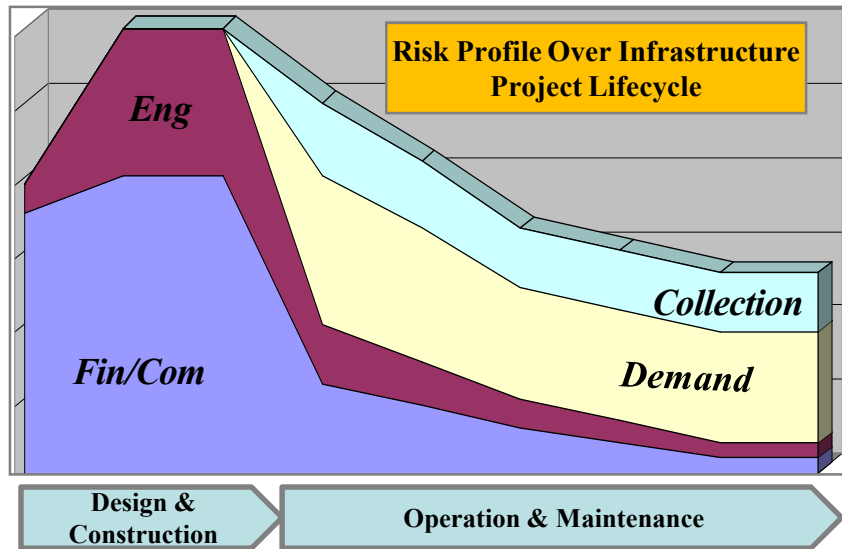 Risk Profile Over Infrastructure
Project Lifecycle
Eng
Collection
Fin/Com
Demand
Design &
Construction
Operation & Maintenance